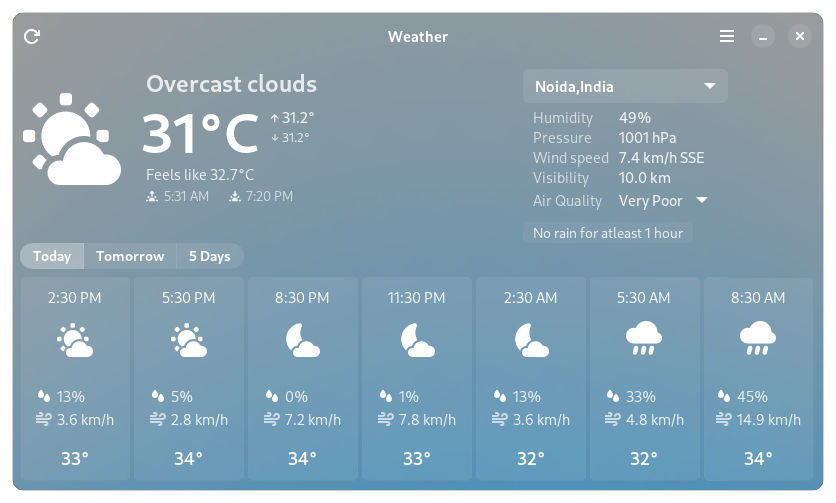 Weather
Overcast clouds
31°C ↑ 31.2°
↓ 31.2°
Feels like 32.7°C
5:31 AM 7:20 PM
Noida,India
Humidity 49%
Pressure 1001 hPa
Wind speed 7.4 km/h SSE
Visibility 10.0 km
Air Quality Very Poor
No rain for atleast 1 hour
Today Tomorrow 5 Days
2:30 PM 5:30 PM 8:30 PM 11:30 PM 2:30 AM 5:30 AM 8:30 AM
13% 5% 0% 1% 13% 33% 45%
3.6 km/h 2.8 km/h 7.2 km/h 7.8 km/h 3.6 km/h 4.8 km/h 14.9 km/h
33° 34° 34° 33° 32° 32° 34°